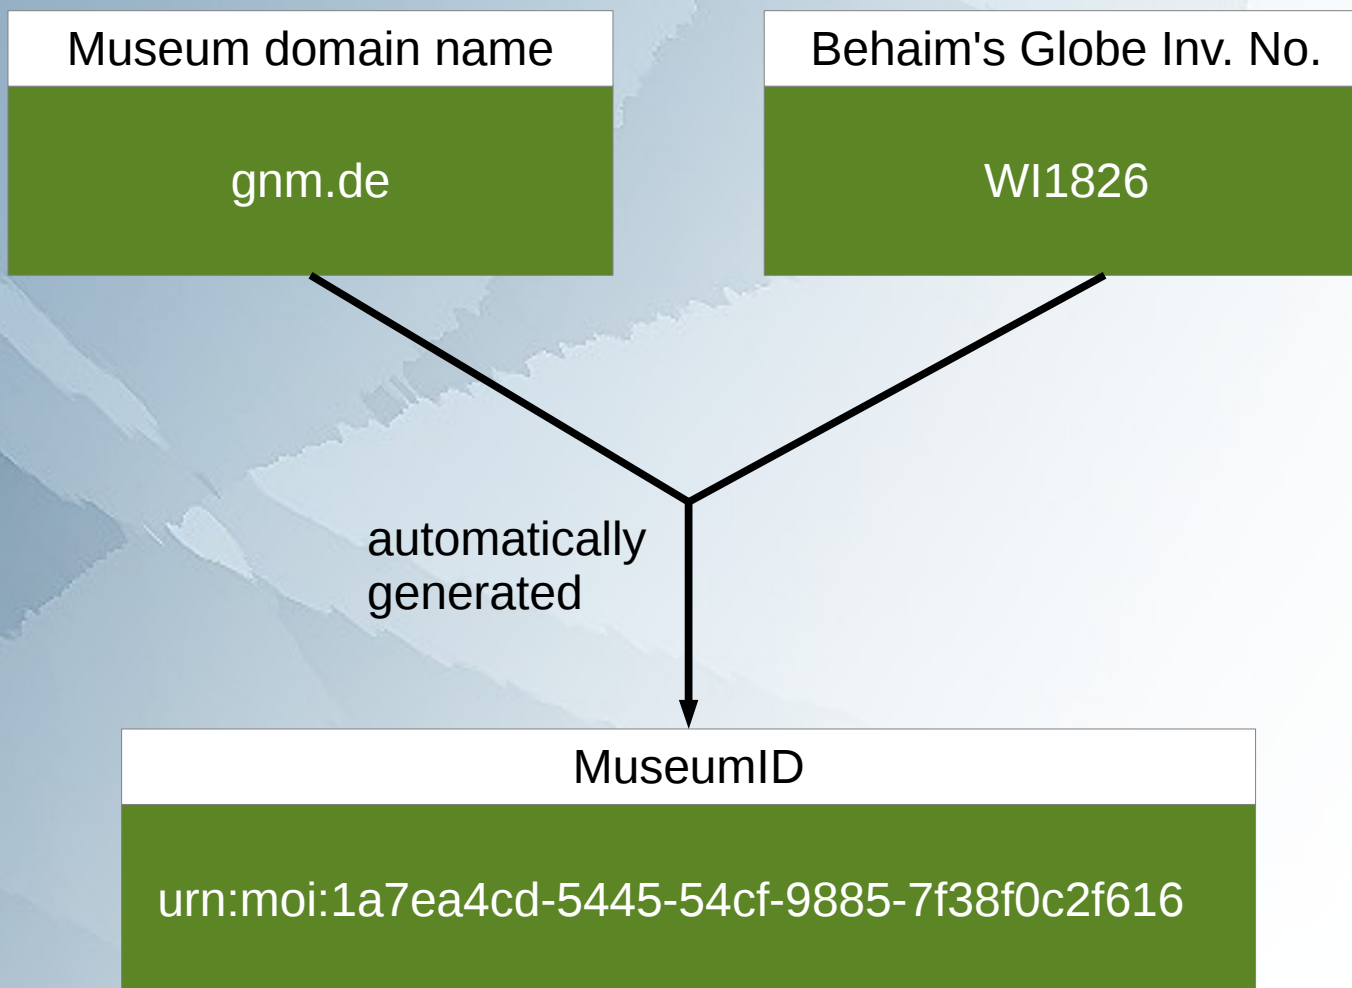 Museum domain name
Behaim's Globe Inv. No.
gnm.de
WI1826
automatically
generated
MuseumID
urn:moi:1a7ea4cd-5445-54cf-9885-7f38f0c2f616